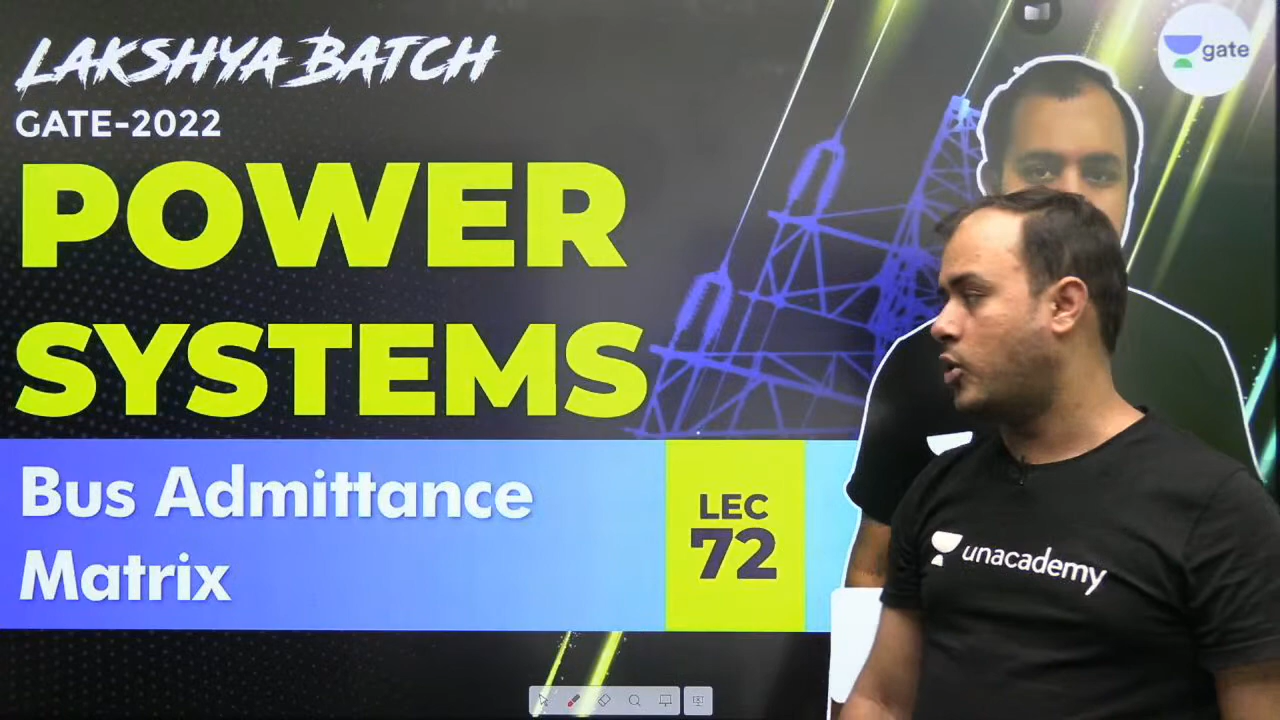 LAKSHYA BATCH
GATE-2022
POWER
SYSTEMS
Bus Admittance
Matrix
LEC
72
gate
unacademy